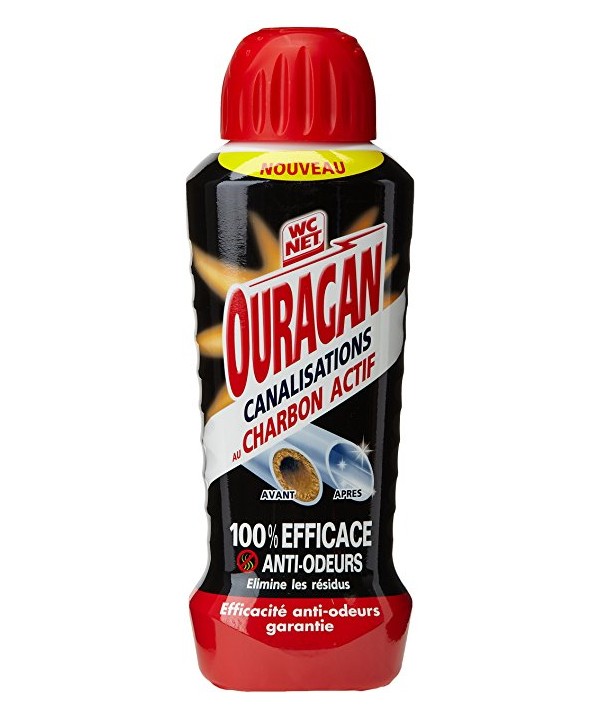 NOUVEAU
WC
NET
OURAGAN
CANALISATIONS
AU CHARBON ACTIF
AVANT APRES
100% EFFICACE
ANTI-ODEURS
Elimine les résidus
Efficacité anti-odeurs
garantie